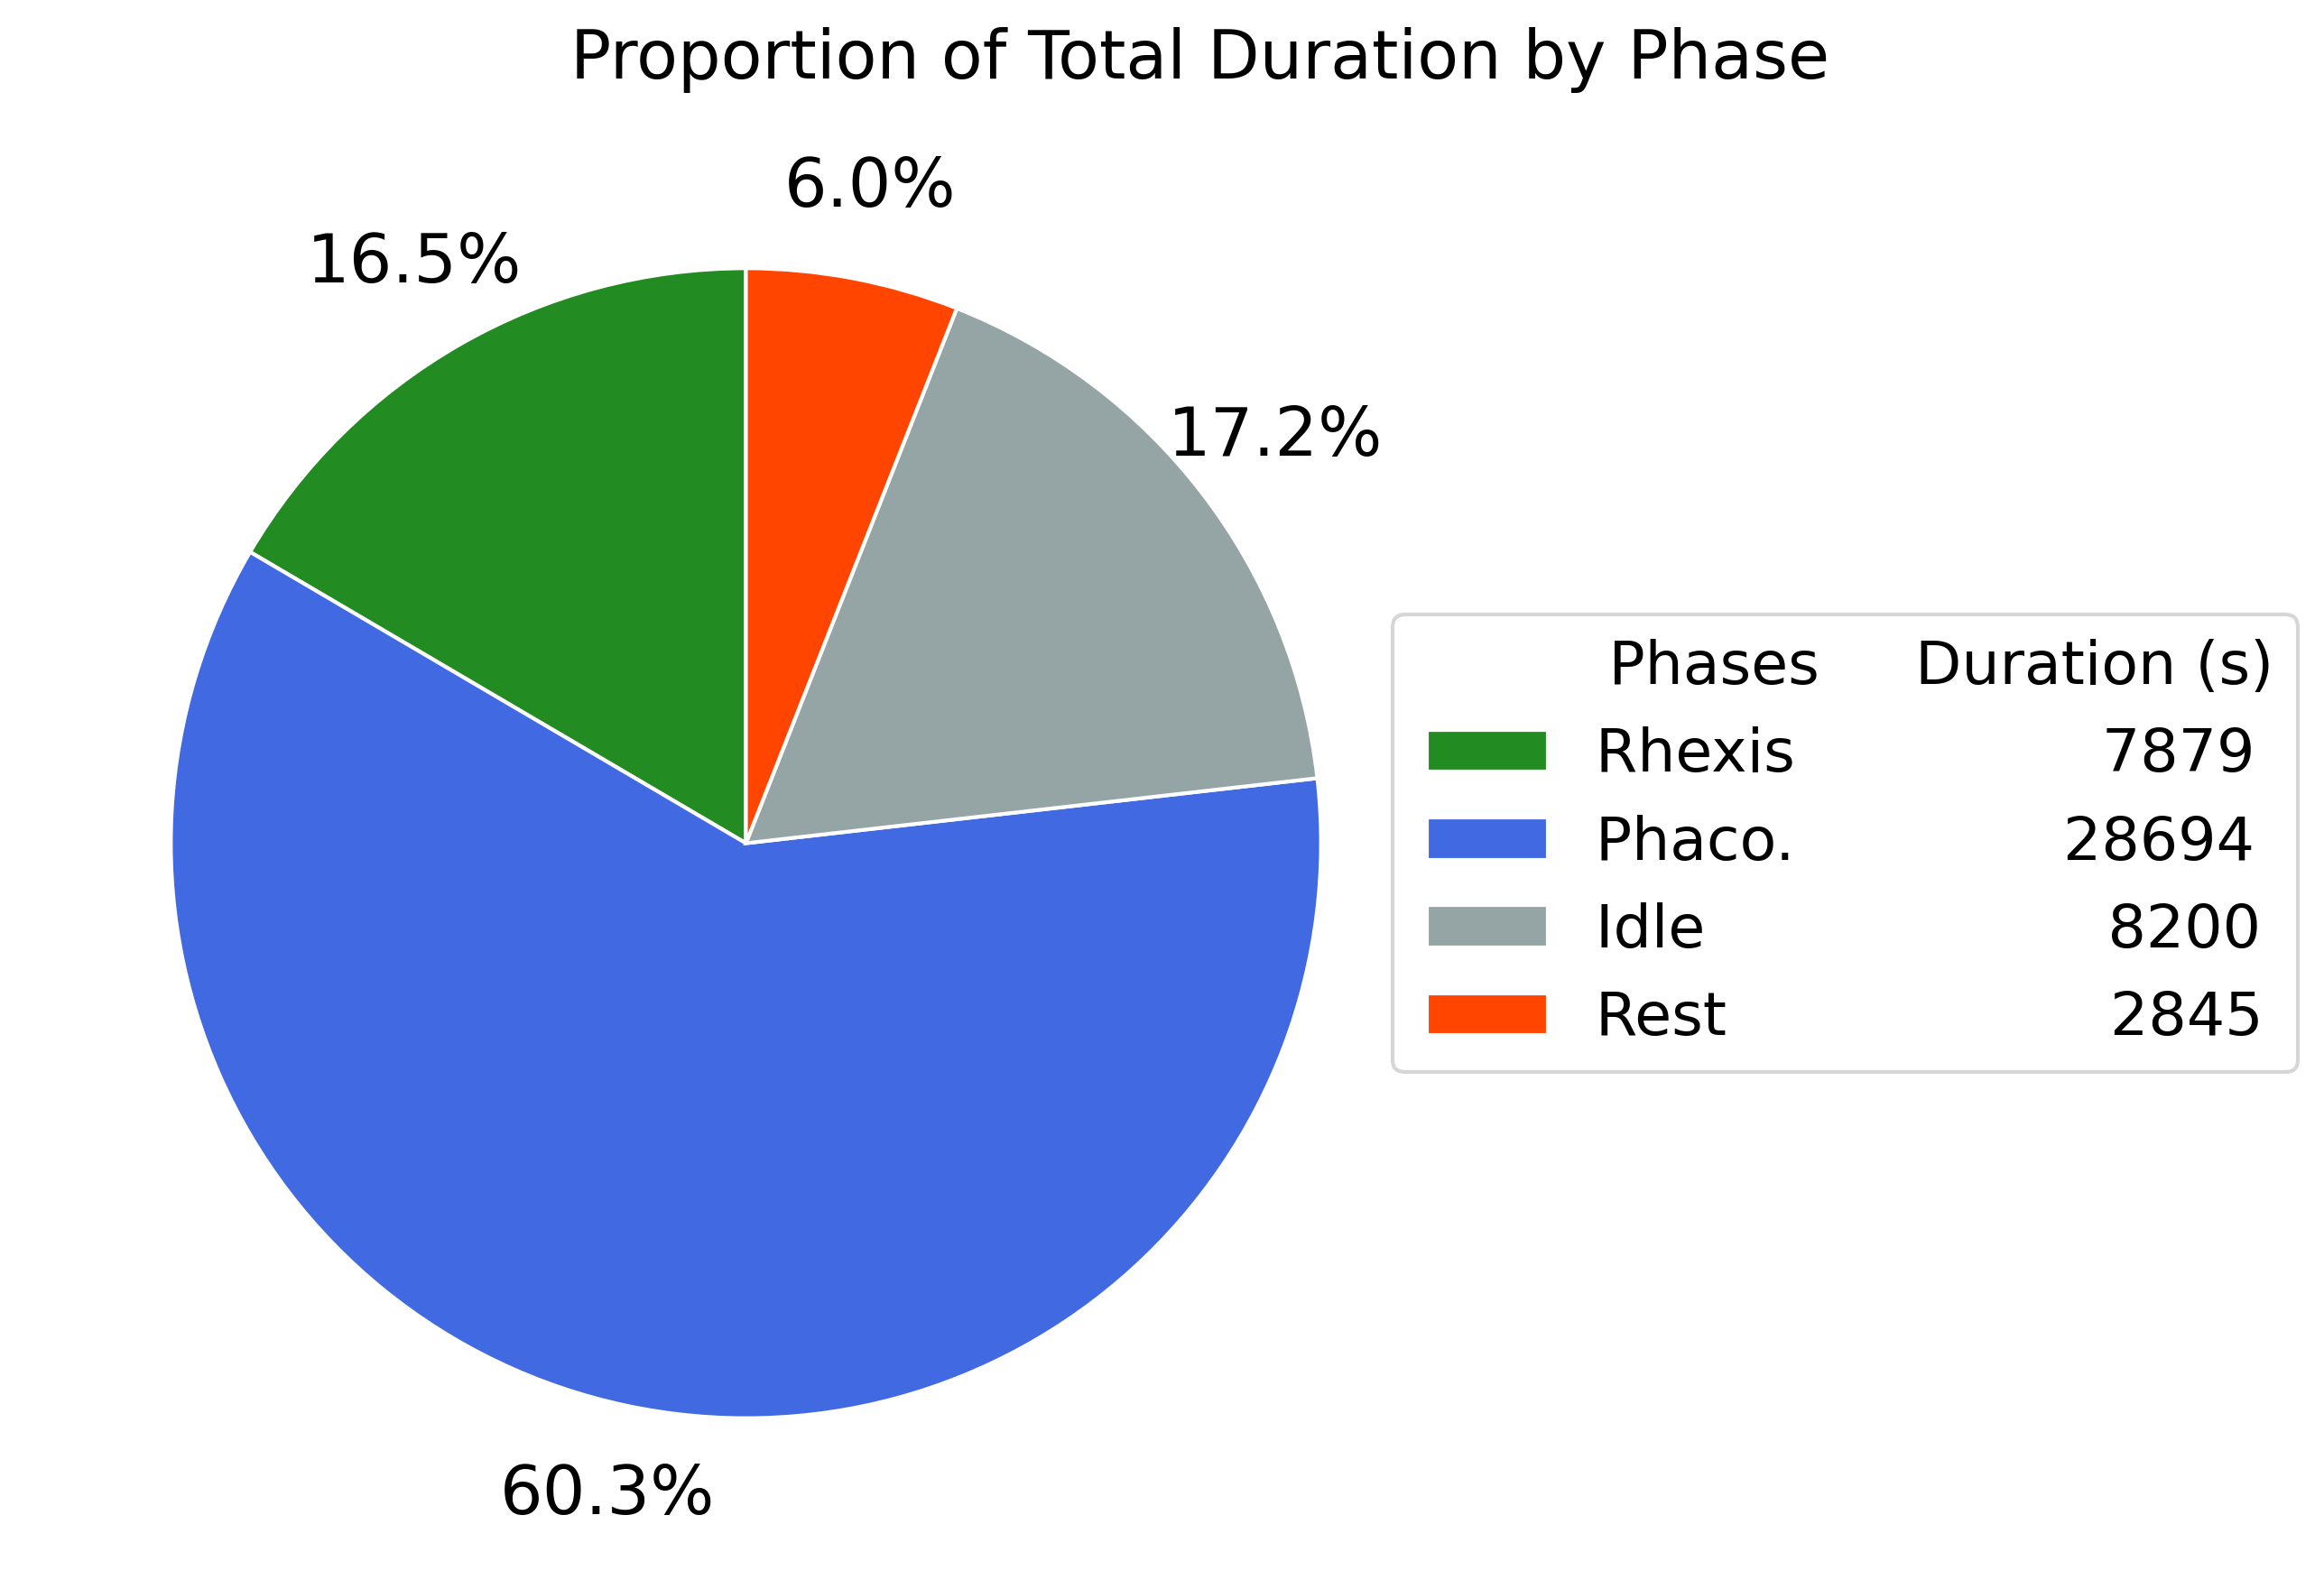 Proportion of Total Duration by Phase
6.0%
16.5%
17.2%
60.3%
Phases Duration (s)
Rhexis 7879
Phaco. 28694
Idle 8200
Rest 2845